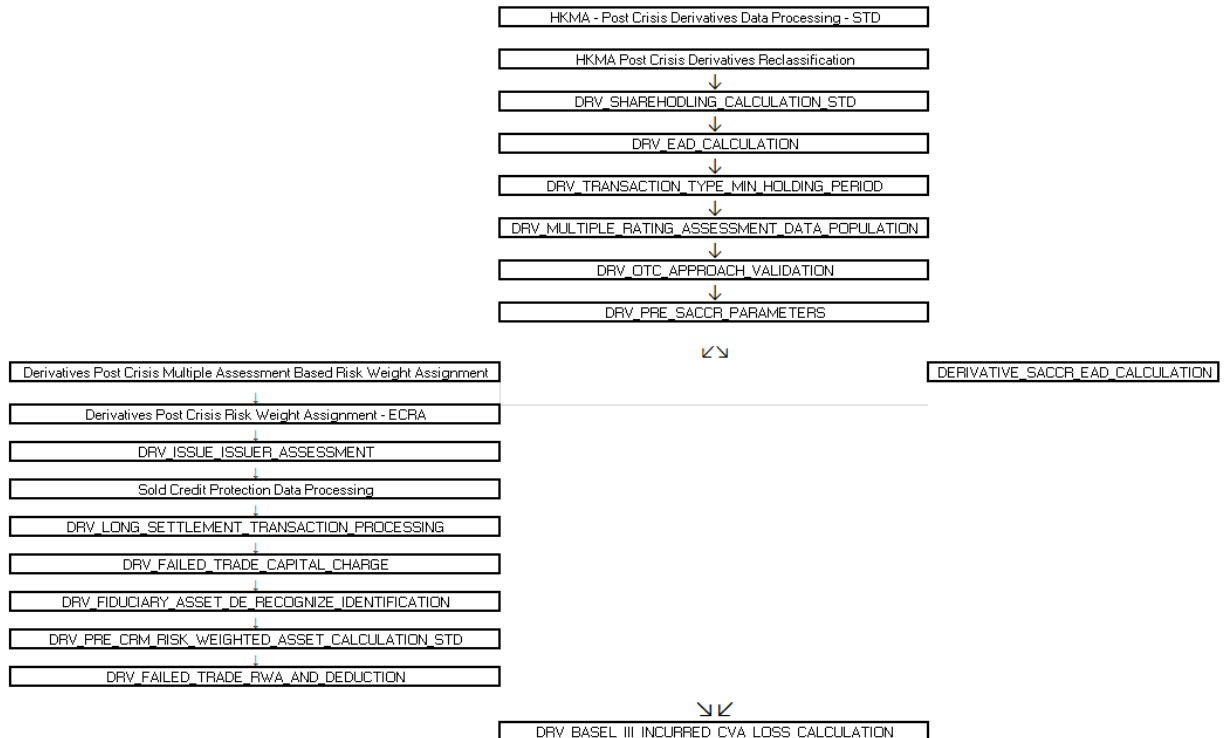 HKMA - Post Crisis Derivatives Data Processing - STD
HKMA Post Crisis Derivatives Reclassification
DRV_SHAREHODLING_CALCULATION_STD
DRV_EAD_CALCULATION
DRV_TRANSACTION_TYPE_MIN_HOLDING_PERIOD
DRV_MULTIPLE_RATING_ASSESSMENT_DATA_POPULATION
DRV_OTC_APPROACH_VALIDATION
DRV_PRE_SACCR_PARAMETERS
Derivatives Post Crisis Multiple Assessment Based Risk Weight Assignment
DERIVATIVE_SACCR_EAD_CALCULATION
Derivatives Post Crisis Risk Weight Assignment - ECRA
DRV_ISSUE_ISSUER_ASSESSMENT
Sold Credit Protection Data Processing
DRV_LONG_SETTLEMENT_TRANSACTION_PROCESSING
DRV_FAILED_TRADE_CAPITAL_CHARGE
DRV_FIDUCIARY_ASSET_DE_RECOGNIZE_IDENTIFICATION
DRV_PRE_CRM_RISK_WEIGHTED_ASSET_CALCULATION_STD
DRV_FAILED_TRADE_RWA_AND_DEDUCTION
DRV_BASEL_III_INCURRED_CVA_LOSS_CALCULATION